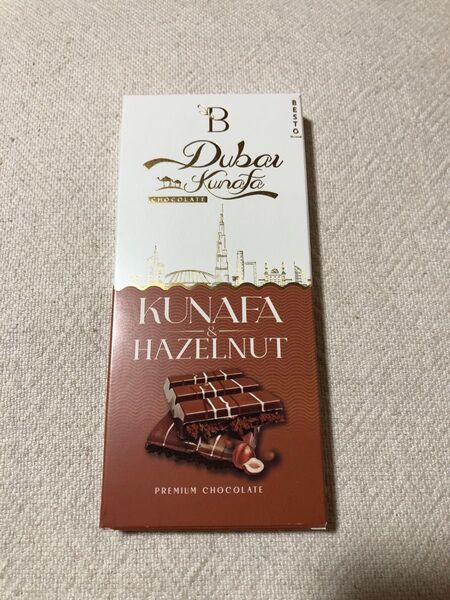 B
BESTO
Dubai
Kunafa
CHOCOLATE
KUNAFA
&
HAZELNUT
PREMIUM CHOCOLATE